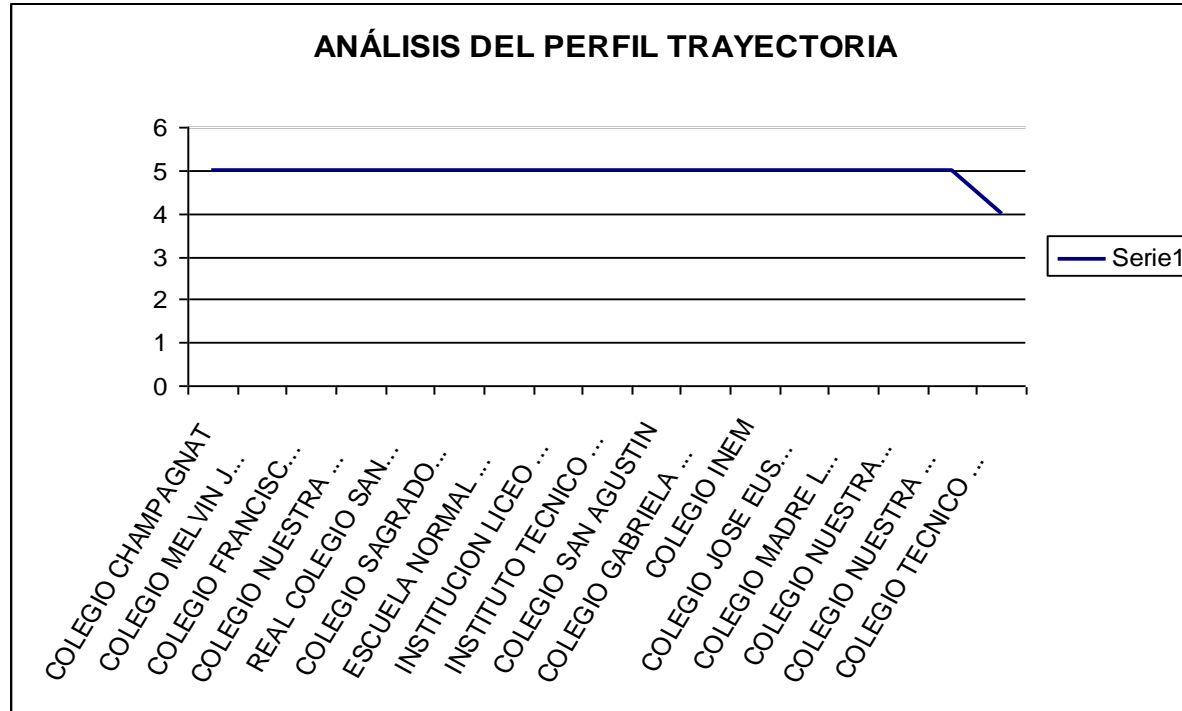 ANÁLISIS DEL PERFIL TRAYECTORIA
6
5
4
3
2
1
0
Serie1
COLEGIO CHAMPAGNAT
COLEGIO MELVIN J...
COLEGIO FRANCISC...
COLEGIO NUESTRA ...
REAL COLEGIO SAN...
COLEGIO SAGRADO...
ESCUELA NORMAL ...
INSTITUCION LICEO ...
INSTITUTO TECNICO ...
COLEGIO SAN AGUSTIN
COLEGIO GABRIELA ...
COLEGIO INEM
COLEGIO JOSE EUS...
COLEGIO MADRE L...
COLEGIO NUESTRA...
COLEGIO NUESTRA ...
COLEGIO TECNICO ...